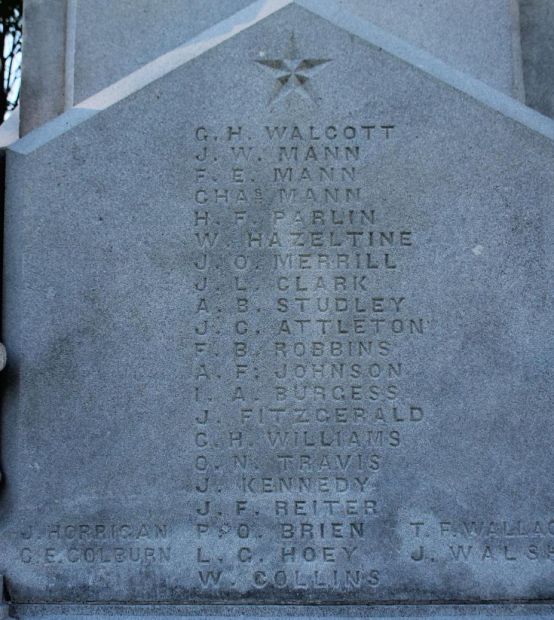 G. H. WALCOTT
J. W. MANN
F. E. MANN
CHAS MANN
H. F. PARLIN
W. HAZELTINE
J. O. MERRILL
J. L. CLARK
A. B. STUDLEY
J. C. ATTLETON
F. B. ROBBINS
A. F. JOHNSON
I. A. BURGESS
J. FITZGERALD
C. H. WILLIAMS
O. N. TRAVIS
J. KENNEDY
J. F. REITER
J. HORRIGAN P. O. BRIEN T. F. WALLAC
C. E. COLBURN L. G. HOEY J. WALSH
W. COLLINS